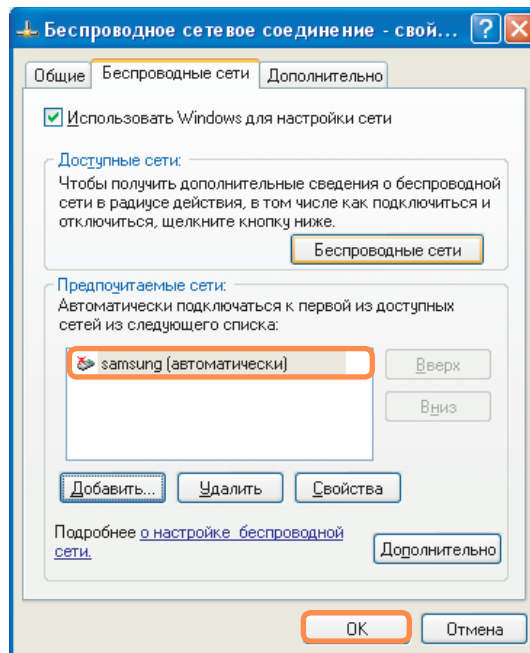 Беспроводное сетевое соединение - свой...
Общие Беспроводные сети Дополнительно
Использовать Windows для настройки сети
Доступные сети:
Чтобы получить дополнительные сведения о беспроводной
сети в радиусе действия, в том числе как подключиться и
отключиться, щелкните кнопку ниже.
Беспроводные сети
Предпочитаемые сети:
Автоматически подключаться к первой из доступных
сетей из следующего списка:
samsung (автоматически)
Вверх
Вниз
Добавить... Удалить Свойства
Подробнее о настройке беспроводной
сети.
Дополнительно
OK Отмена